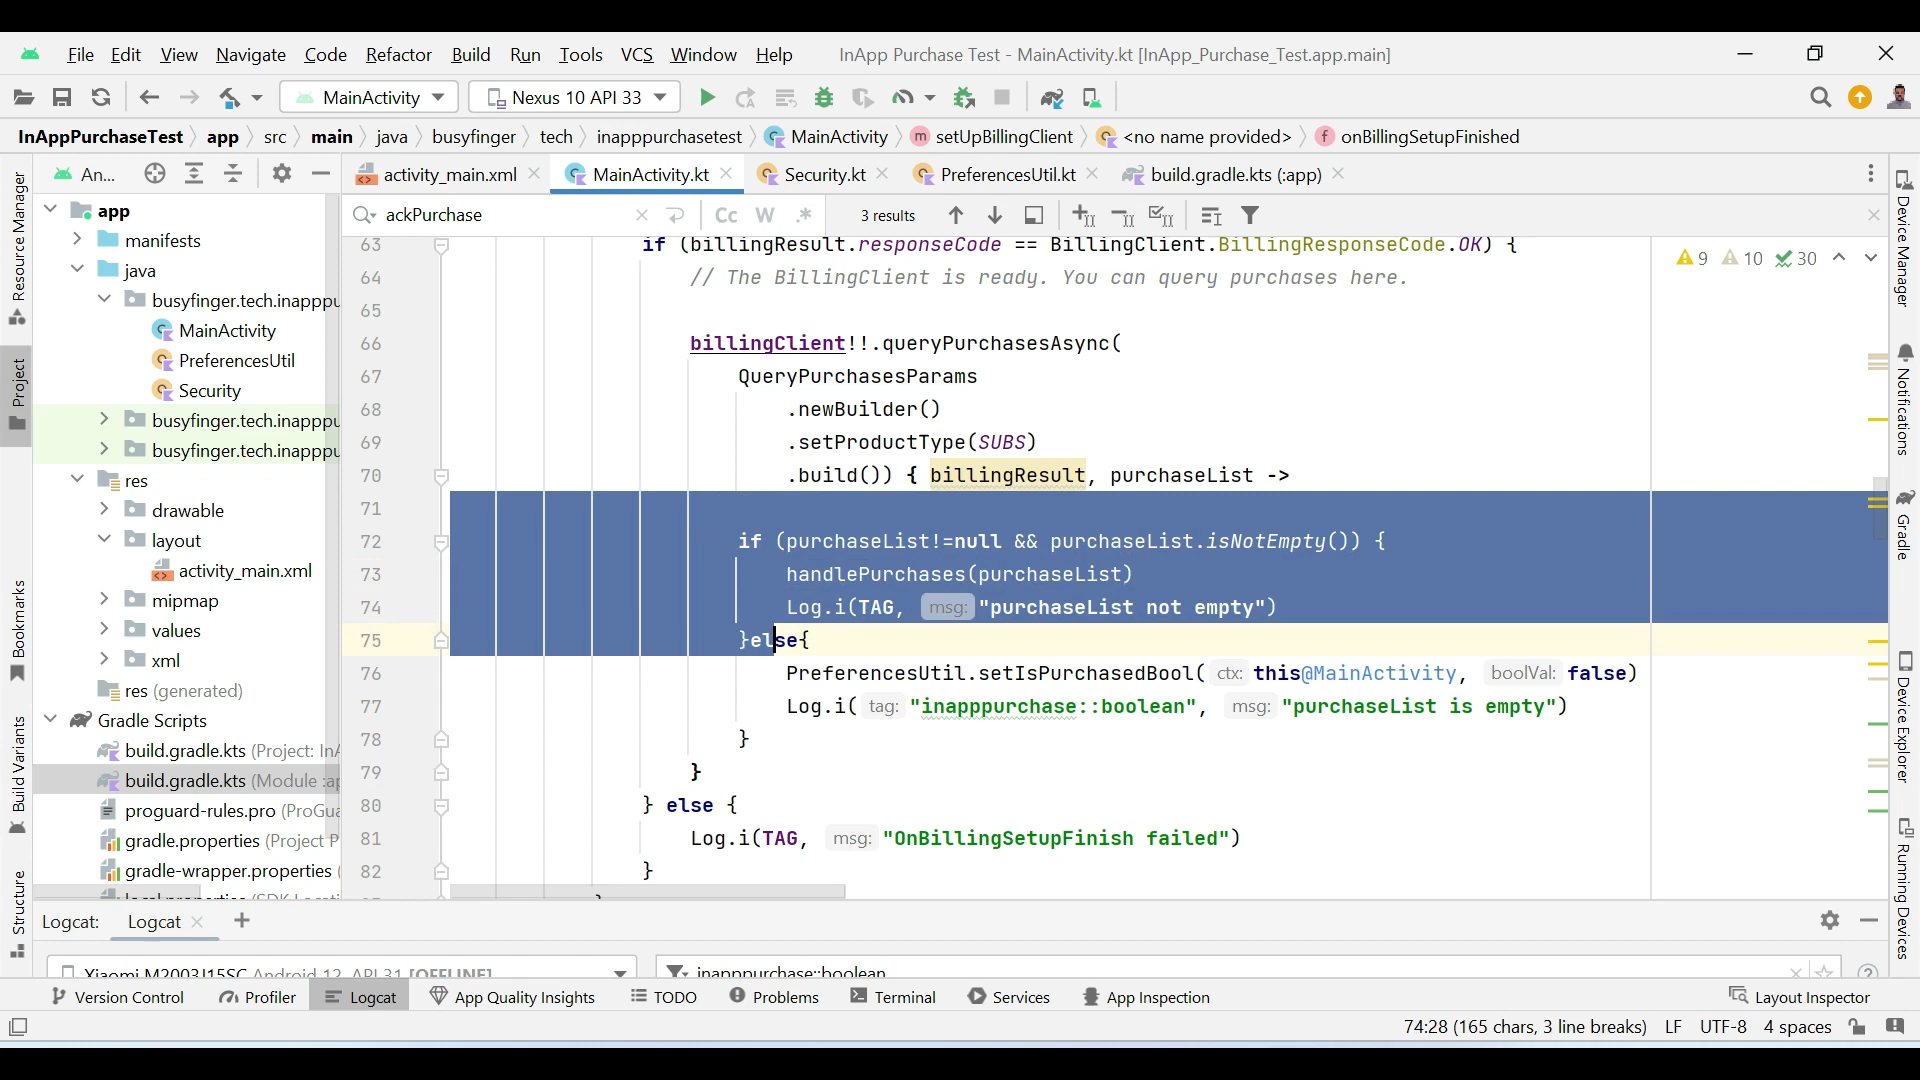 File Edit View Navigate Code Refactor Build Run Tools VCS Window Help InApp Purchase Test - MainActivity.kt [InApp_Purchase_Test.app.main]
MainActivity Nexus 10 API 33
InAppPurchaseTest app src main java busyfinger tech inapppurchasetest MainActivity setUpBillingClient <no name provided> onBillingSetupFinished
An... activity_main.xml MainActivity.kt Security.kt PreferencesUtil.kt build.gradle.kts (:app)
ackPurchase Cc W .* 3 results
Resource Manager
Project
Bookmarks
Build Variants
Structure
app
manifests
java
busyfinger.tech.inapppu
MainActivity
PreferencesUtil
Security
busyfinger.tech.inapppu
busyfinger.tech.inapppu
res
drawable
layout
activity_main.xml
mipmap
values
xml
res (generated)
Gradle Scripts
build.gradle.kts (Project: InA
build.gradle.kts (Module :ap
proguard-rules.pro (ProGua
gradle.properties (Project P
gradle-wrapper.properties (
63 if (billingResult.responseCode == BillingClient.BillingResponseCode.OK) {
9 10 30
64 // The BillingClient is ready. You can query purchases here.
65
66 billingClient!!.queryPurchasesAsync(
67 QueryPurchasesParams
68 .newBuilder()
69 .setProductType(SUBS)
70 .build()) { billingResult, purchaseList ->
71
72 if (purchaseList!=null && purchaseList.isNotEmpty()) {
73 handlePurchases(purchaseList)
74 Log.i(TAG, msg: "purchaseList not empty")
75 }else{
76 PreferencesUtil.setIsPurchasedBool( ctx: this@MainActivity, boolVal: false)
77 Log.i( tag: "inapppurchase::boolean", msg: "purchaseList is empty")
78 }
79 }
80 } else {
81 Log.i(TAG, msg: "OnBillingSetupFinish failed")
82 }
Device Manager
Notifications
Gradle
Device Explorer
Running Devices
Logcat: Logcat
Xiaomi M2003J15SC Android 12, API 31 [OFFLINE] inapppurchase::boolean
Version Control Profiler Logcat App Quality Insights TODO Problems Terminal Services App Inspection Layout Inspector
74:28 (165 chars, 3 line breaks) LF UTF-8 4 spaces